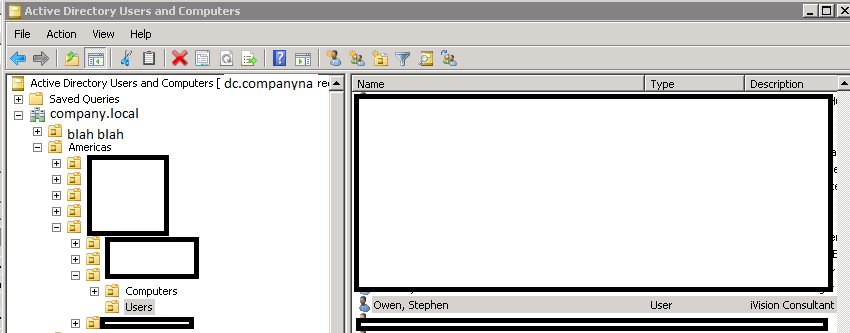 Active Directory Users and Computers
File Action View Help
Active Directory Users and Computers [ dc.companyna
Name Type Description
Saved Queries
company.local
blah blah
Americas
Computers
Owen, Stephen User iVision Consultant
Users